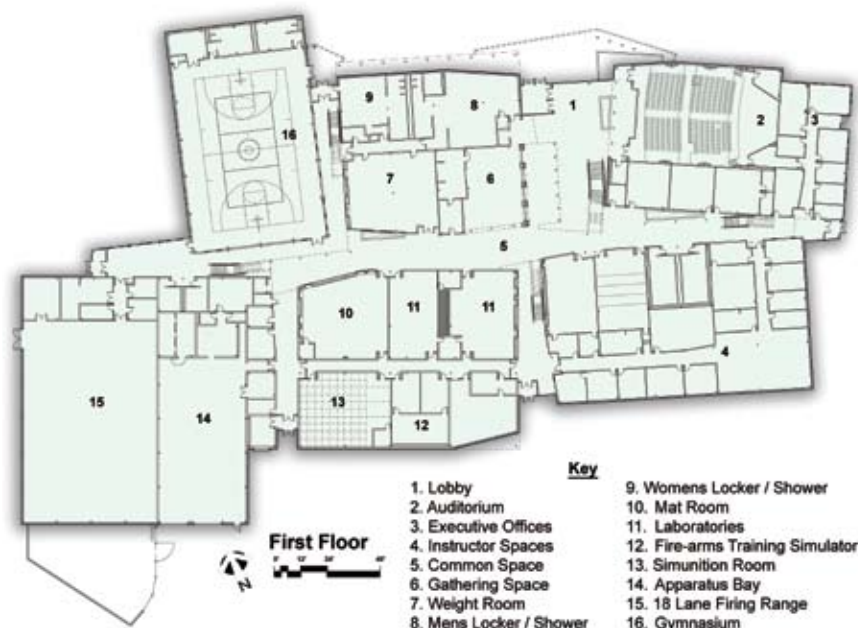 16
9
8
1
2
3
7
6
5
10
11
11
4
15
14
13
12
Key
1. Lobby
2. Auditorium
3. Executive Offices
4. Instructor Spaces
5. Common Space
6. Gathering Space
7. Weight Room
8. Mens Locker / Shower
9. Womens Locker / Shower
10. Mat Room
11. Laboratories
12. Fire-arms Training Simulator
13. Simunition Room
14. Apparatus Bay
15. 18 Lane Firing Range
16. Gymnasium
First Floor
N